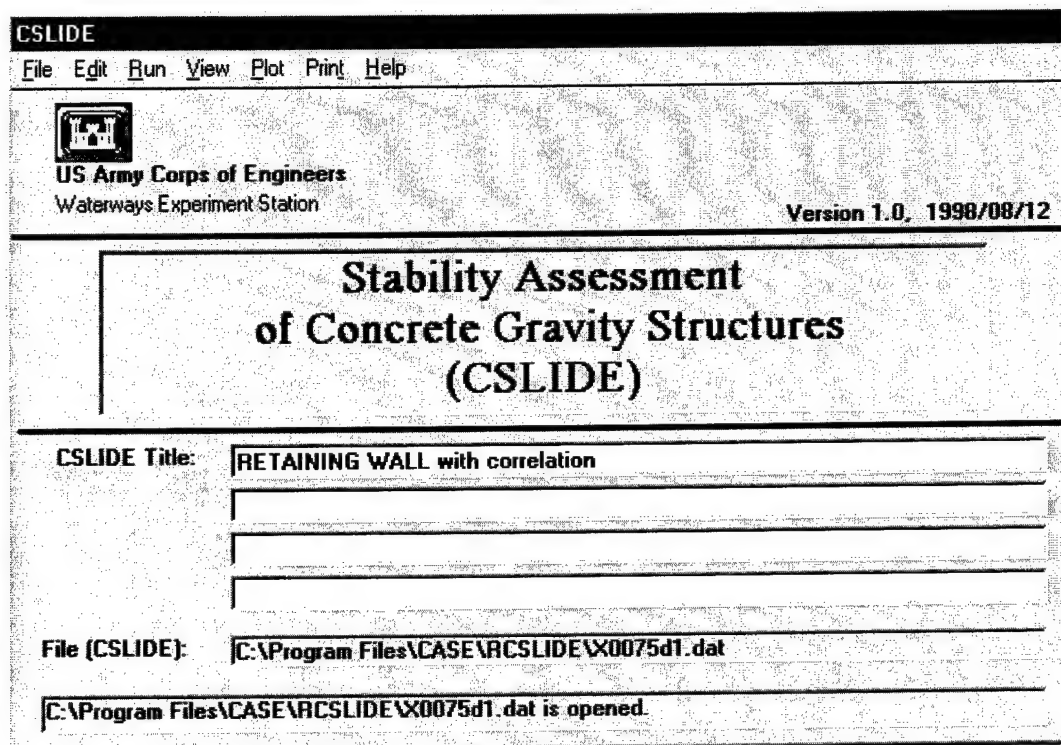 CSLIDE
File Edit Run View Plot Print Help
US Army Corps of Engineers
Waterways Experiment Station
Version 1.0, 1998/08/12
Stability Assessment
of Concrete Gravity Structures
(CSLIDE)
CSLIDE Title: RETAINING WALL with correlation
File (CSLIDE): C:\Program Files\CASE\RCSLIDE\X0075d1.dat
C:\Program Files\CASE\RCSLIDE\X0075d1.dat is opened.